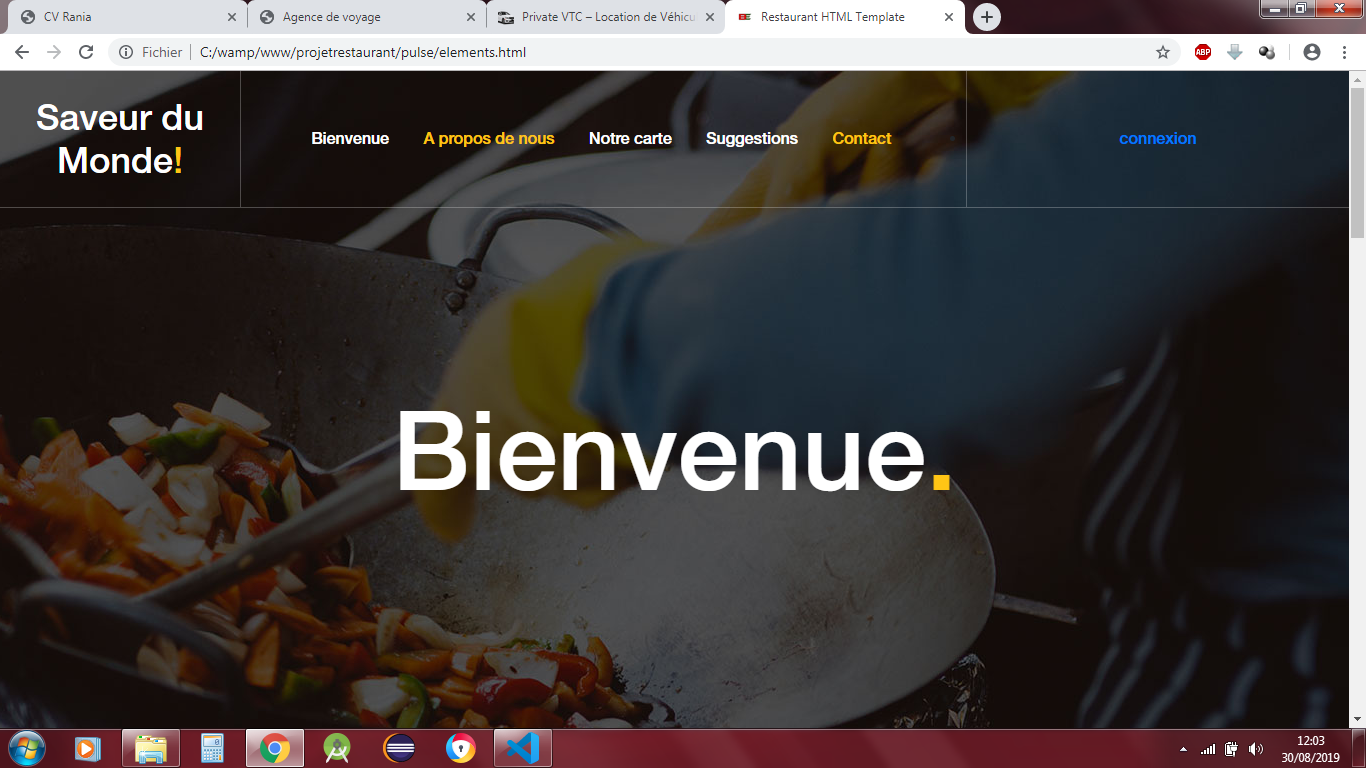 CV Rania
Agence de voyage
Private VTC – Location de Véhicu
Restaurant HTML Template
Fichier
C:/wamp/www/projetrestaurant/pulse/elements.html
ABP
Saveur du
Monde!
Bienvenue
A propos de nous
Notre carte
Suggestions
Contact
connexion
Bienvenue.
12:03
30/08/2019